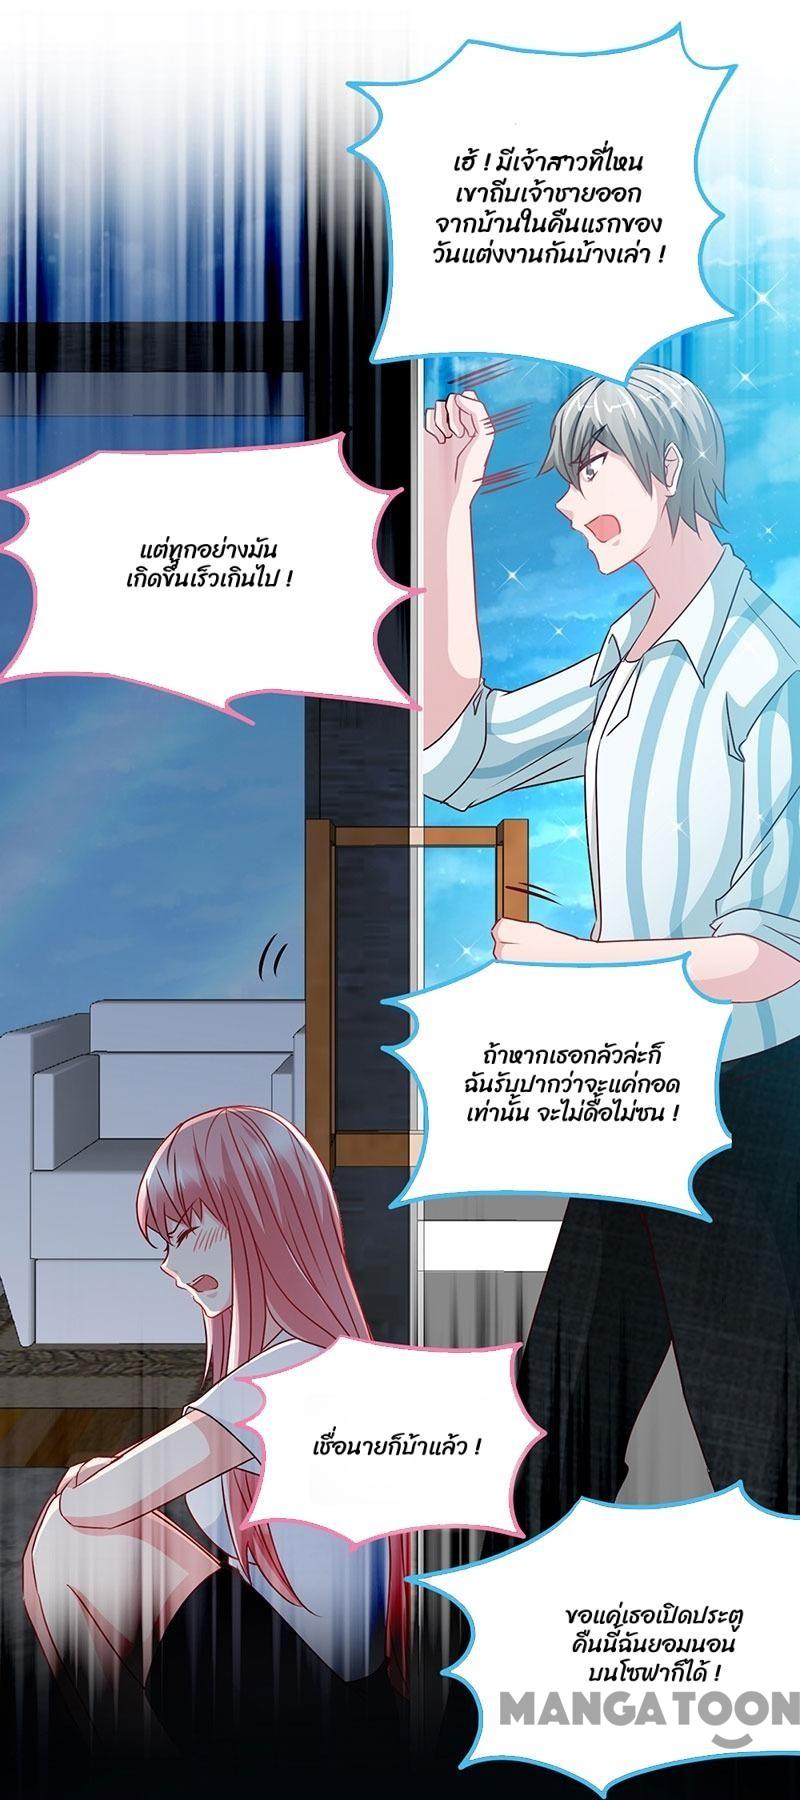 เฮ้ ! มีเจ้าสาวที่ไหน
เขาถีบเจ้าชายออก
จากบ้านในคืนแรกของ
วันแต่งงานกันบ้างเล่า !
แต่ทุกอย่างมัน
เกิดขึ้นเร็วเกินไป !
ถ้าหากเธอกลัวล่ะก็
ฉันรับปากว่าจะแค่กอด
เท่านั้น จะไม่ดื้อไม่ซน !
เชื่อนายก็บ้าแล้ว !
ขอแค่เธอเปิดประตู
คืนนี้ฉันยอมนอน
บนโซฟาก็ได้ !
MANGATOON